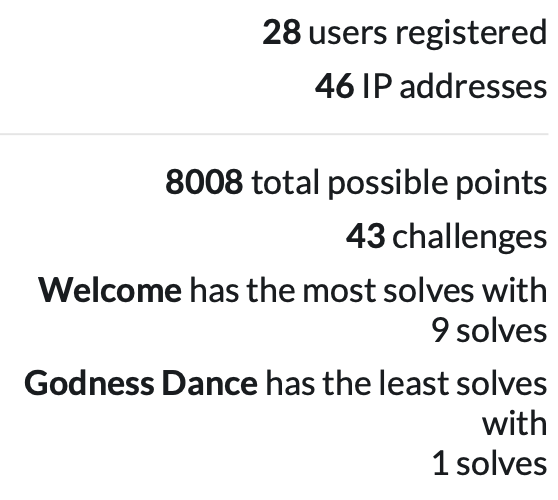 28 users registered
46 IP addresses
8008 total possible points
43 challenges
Welcome has the most solves with
9 solves
Godness Dance has the least solves
with
1 solves